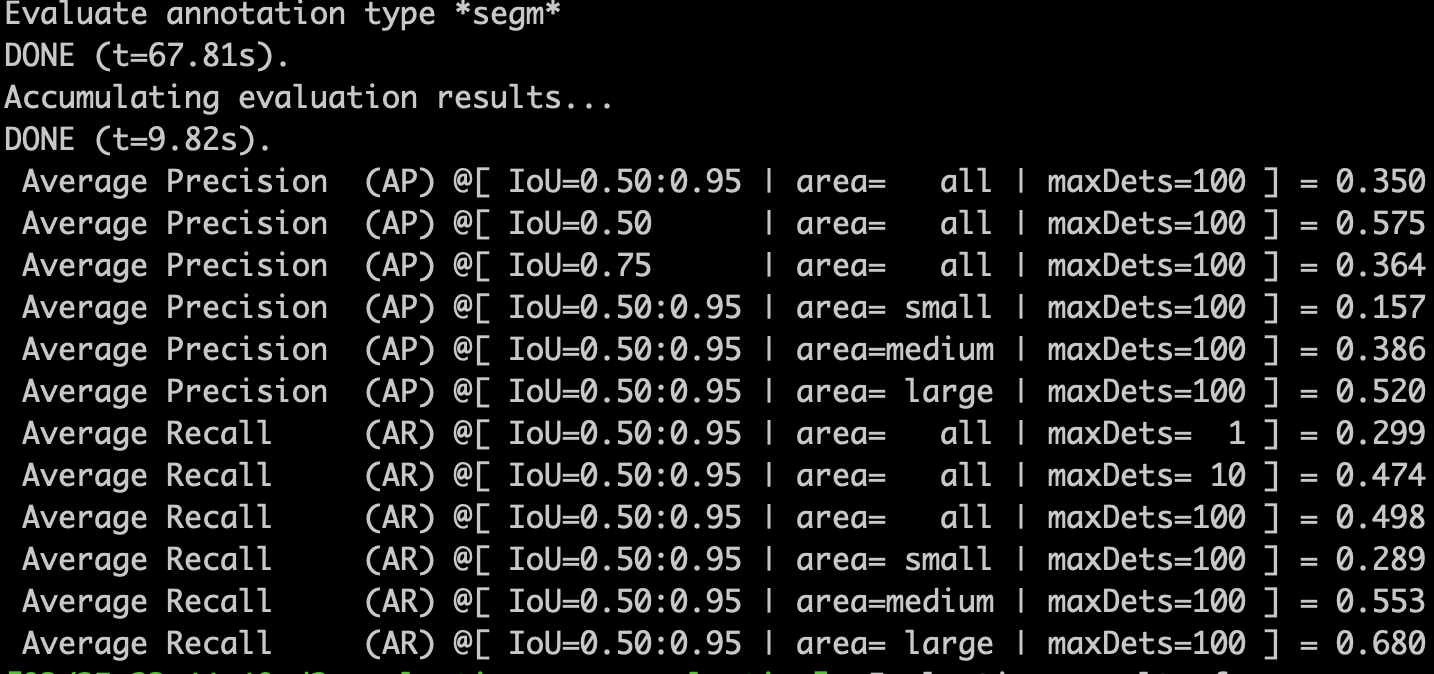 Evaluate annotation type *segm*
DONE (t=67.81s).
Accumulating evaluation results...
DONE (t=9.82s).
 Average Precision  (AP) @[ IoU=0.50:0.95 | area=   all | maxDets=100 ] = 0.350
 Average Precision  (AP) @[ IoU=0.50      | area=   all | maxDets=100 ] = 0.575
 Average Precision  (AP) @[ IoU=0.75      | area=   all | maxDets=100 ] = 0.364
 Average Precision  (AP) @[ IoU=0.50:0.95 | area= small | maxDets=100 ] = 0.157
 Average Precision  (AP) @[ IoU=0.50:0.95 | area=medium | maxDets=100 ] = 0.386
 Average Precision  (AP) @[ IoU=0.50:0.95 | area= large | maxDets=100 ] = 0.520
 Average Recall     (AR) @[ IoU=0.50:0.95 | area=   all | maxDets=  1 ] = 0.299
 Average Recall     (AR) @[ IoU=0.50:0.95 | area=   all | maxDets= 10 ] = 0.474
 Average Recall     (AR) @[ IoU=0.50:0.95 | area=   all | maxDets=100 ] = 0.498
 Average Recall     (AR) @[ IoU=0.50:0.95 | area= small | maxDets=100 ] = 0.289
 Average Recall     (AR) @[ IoU=0.50:0.95 | area=medium | maxDets=100 ] = 0.553
 Average Recall     (AR) @[ IoU=0.50:0.95 | area= large | maxDets=100 ] = 0.680